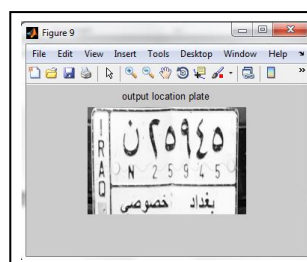 Figure 9
File Edit View Insert Tools Desktop Window Help
output location plate
IRAQ
ن ٢٥٩٤٥
N 25945
بغداد خصوصي